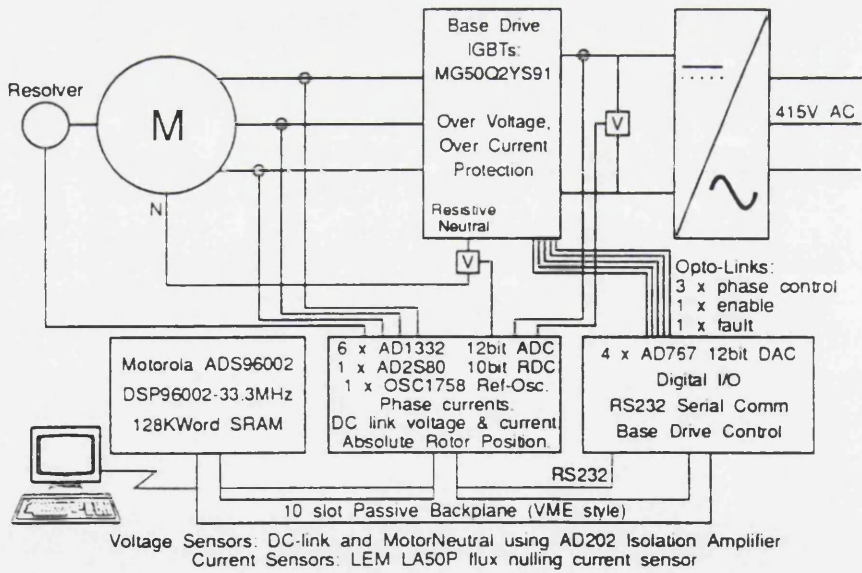 Base Drive
IGBTs:
MG50Q2YS91
Over Voltage,
Over Current
Protection
Resistive
Neutral
Resolver
M
N
V
V
415V AC
Opto-Links:
3 x phase control
1 x enable
1 x fault
Motorola ADS96002
DSP96002-33.3MHz
128KWord SRAM
6 x AD1332 12bit ADC
1 x AD2S80 10bit RDC
1 x OSC1758 Ref-Osc.
Phase currents.
DC link voltage & current
Absolute Rotor Position.
4 x AD767 12bit DAC
Digital I/O
RS232 Serial Comm
Base Drive Control
RS232
10 slot Passive Backplane (VME style)
Voltage Sensors: DC-link and MotorNeutral using AD202 Isolation Amplifier
Current Sensors: LEM LA50P flux nulling current sensor